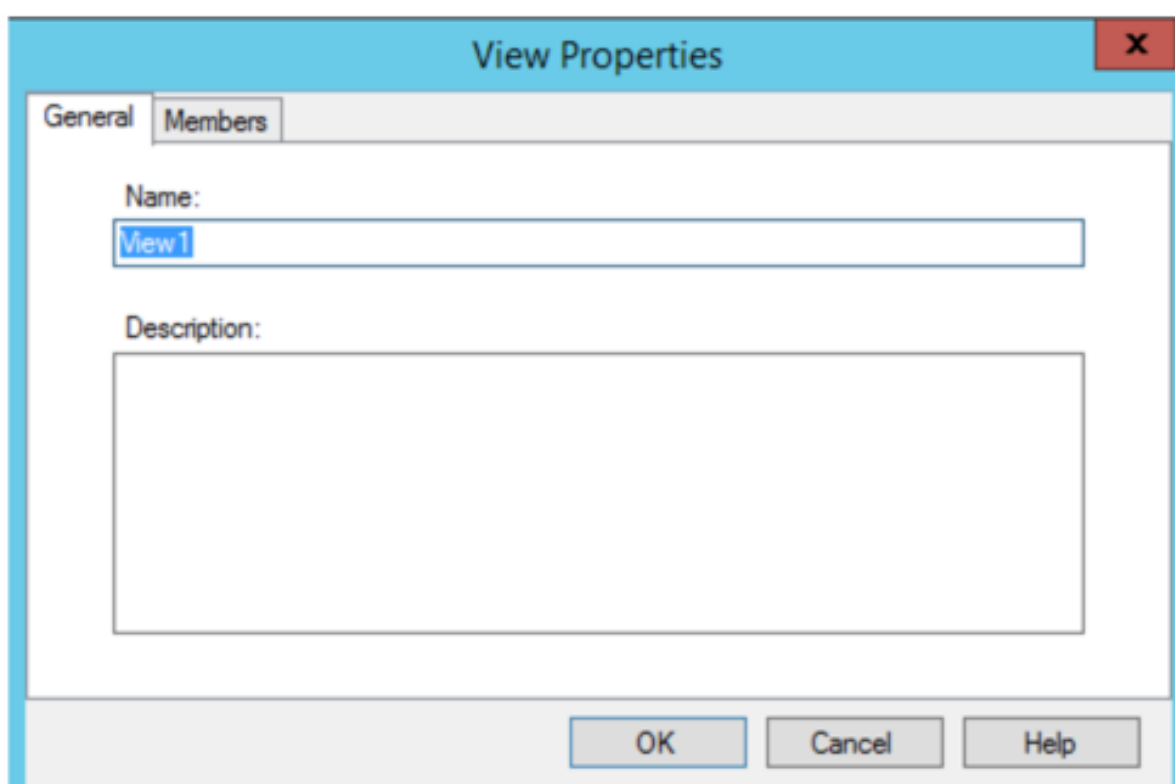 View Properties
x
General Members
Name:
View1
Description:
OK Cancel Help